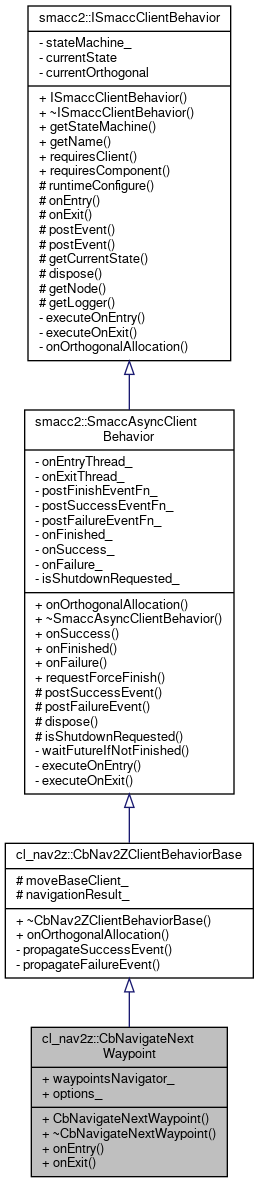 smacc2::ISmaccClientBehavior
- stateMachine_
- currentState
- currentOrthogonal
+ ISmaccClientBehavior()
+ ~ISmaccClientBehavior()
+ getStateMachine()
+ getName()
+ requiresClient()
+ requiresComponent()
# runtimeConfigure()
# onEntry()
# onExit()
# postEvent()
# postEvent()
# getCurrentState()
# dispose()
# getNode()
# getLogger()
- executeOnEntry()
- executeOnExit()
- onOrthogonalAllocation()
smacc2::SmaccAsyncClient
Behavior
- onEntryThread_
- onExitThread_
- postFinishEventFn_
- postSuccessEventFn_
- postFailureEventFn_
- onFinished_
- onSuccess_
- onFailure_
- isShutdownRequested_
+ onOrthogonalAllocation()
+ ~SmaccAsyncClientBehavior()
+ onSuccess()
+ onFinished()
+ onFailure()
+ requestForceFinish()
# postSuccessEvent()
# postFailureEvent()
# dispose()
# isShutdownRequested()
- waitFutureIfNotFinished()
- executeOnEntry()
- executeOnExit()
cl_nav2z::CbNav2ZClientBehaviorBase
# moveBaseClient_
# navigationResult_
+ ~CbNav2ZClientBehaviorBase()
+ onOrthogonalAllocation()
- propagateSuccessEvent()
- propagateFailureEvent()
cl_nav2z::CbNavigateNext
Waypoint
+ waypointsNavigator_
+ options_
+ CbNavigateNextWaypoint()
+ ~CbNavigateNextWaypoint()
+ onEntry()
+ onExit()